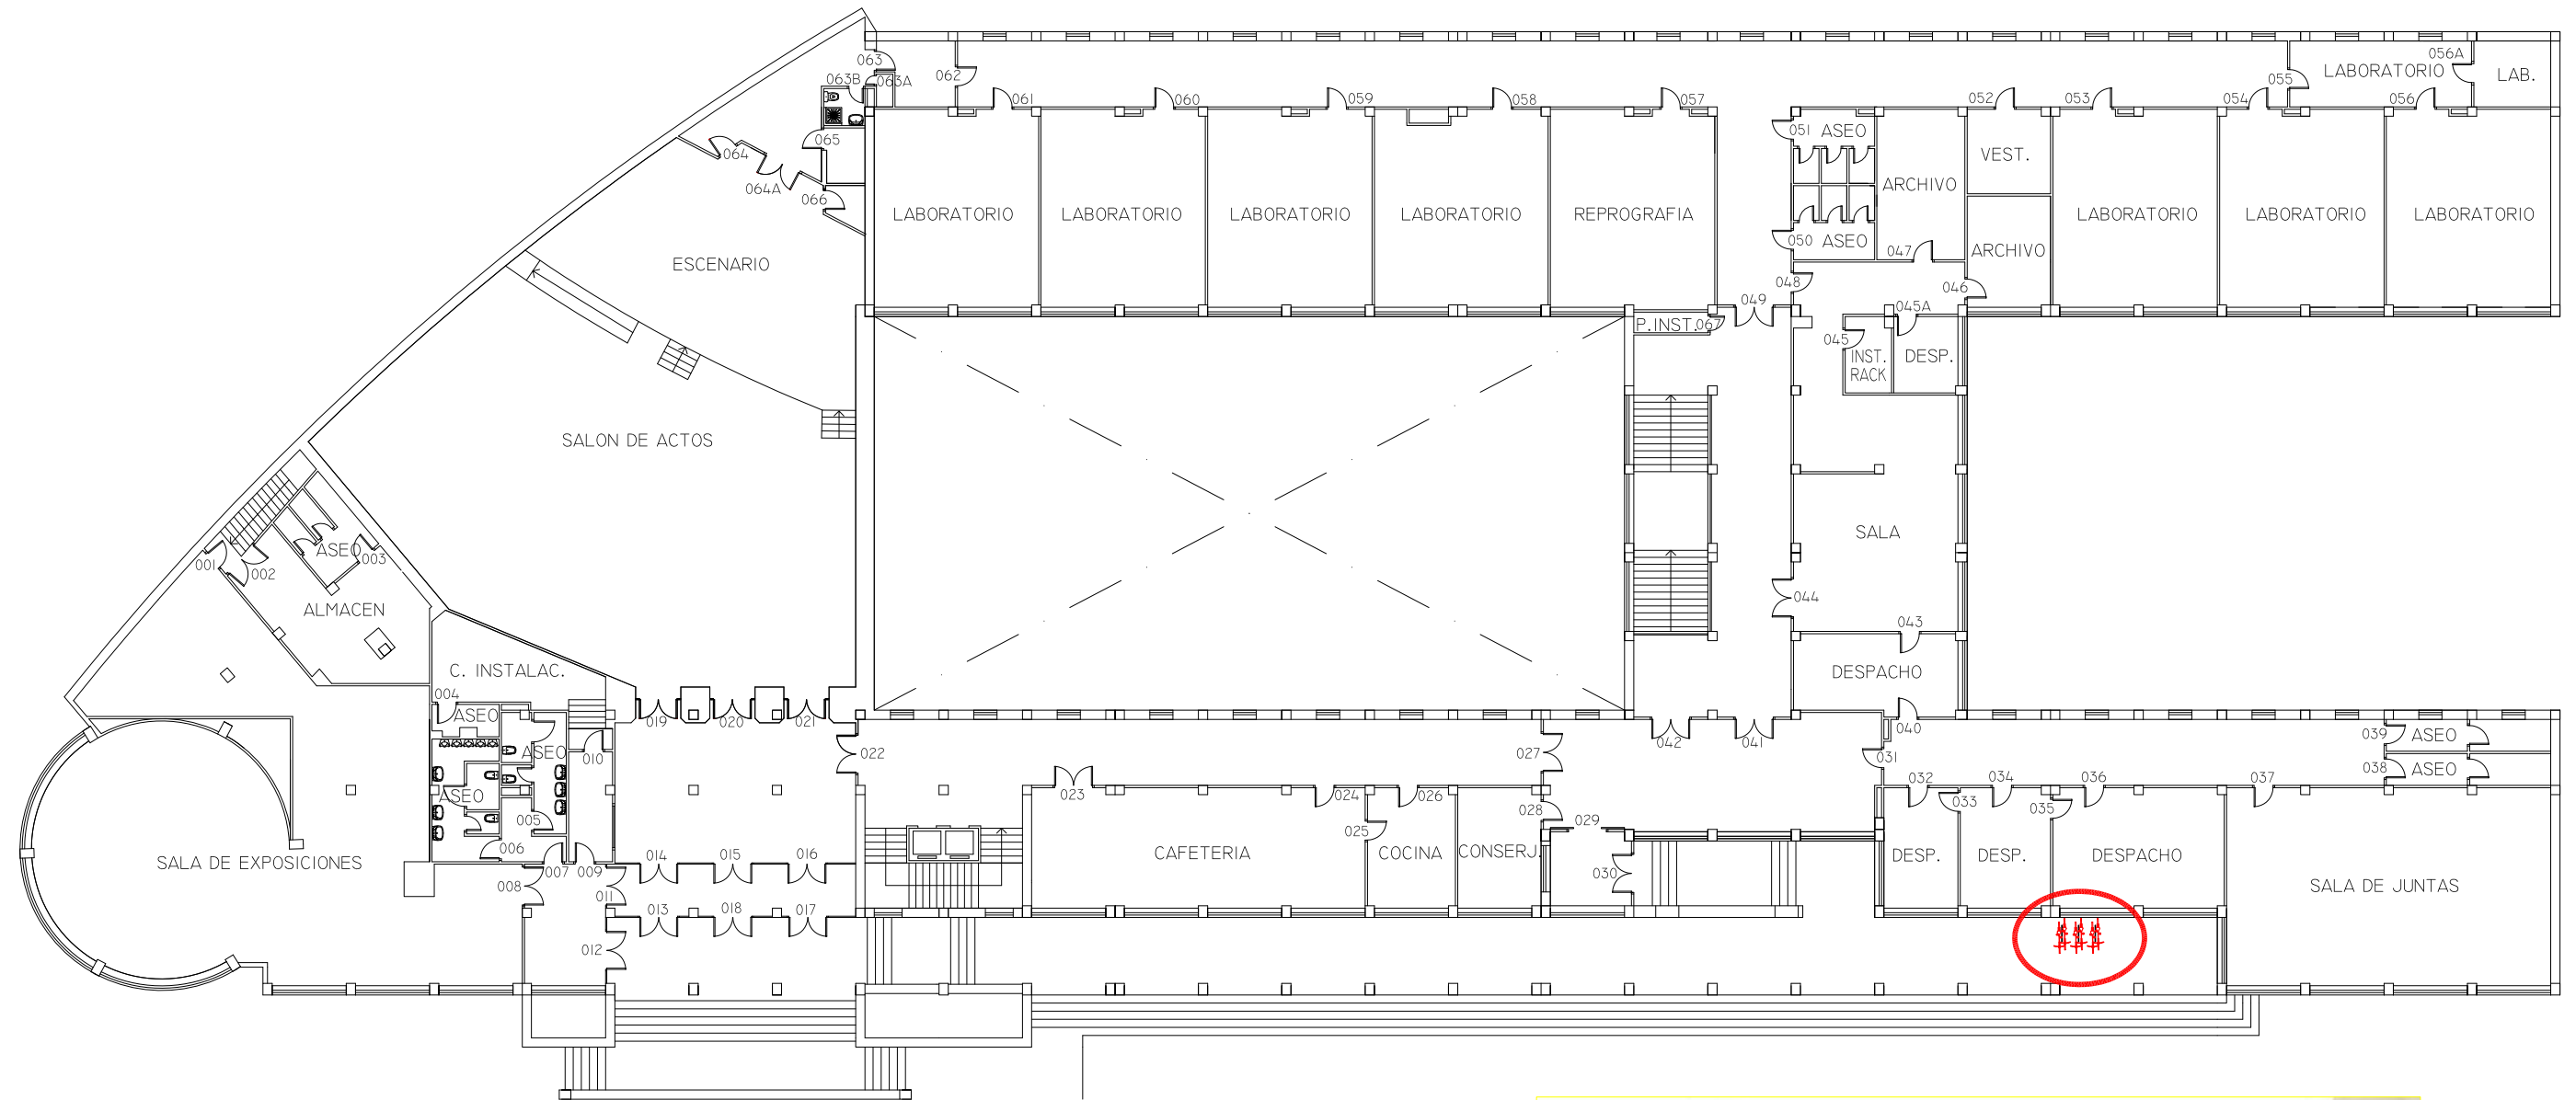 063
062
063B
063A
061
060
059
058
057
052
053
054
055
LABORATORIO
056A
LAB.
056
065
064
064A
066
051
ASEO
VEST.
ARCHIVO
LABORATORIO
LABORATORIO
LABORATORIO
LABORATORIO
REPROGRAFIA
LABORATORIO
LABORATORIO
LABORATORIO
050
ASEO
047
ARCHIVO
ESCENARIO
048
046
049
045A
P.INST.
067
045
INST.
RACK
DESP.
SALON DE ACTOS
SALA
ASEO
001
002
003
044
ALMACEN
043
C. INSTALAC.
DESPACHO
004
ASEO
019
020
021
040
022
027
042
041
031
039
ASEO
ASEO
010
038
ASEO
032
034
036
037
ASEO
023
024
026
033
035
005
025
028
029
006
SALA DE EXPOSICIONES
007
009
014
015
016
CAFETERIA
COCINA
CONSERJ.
030
DESP.
DESP.
DESPACHO
SALA DE JUNTAS
008
011
013
018
017
012